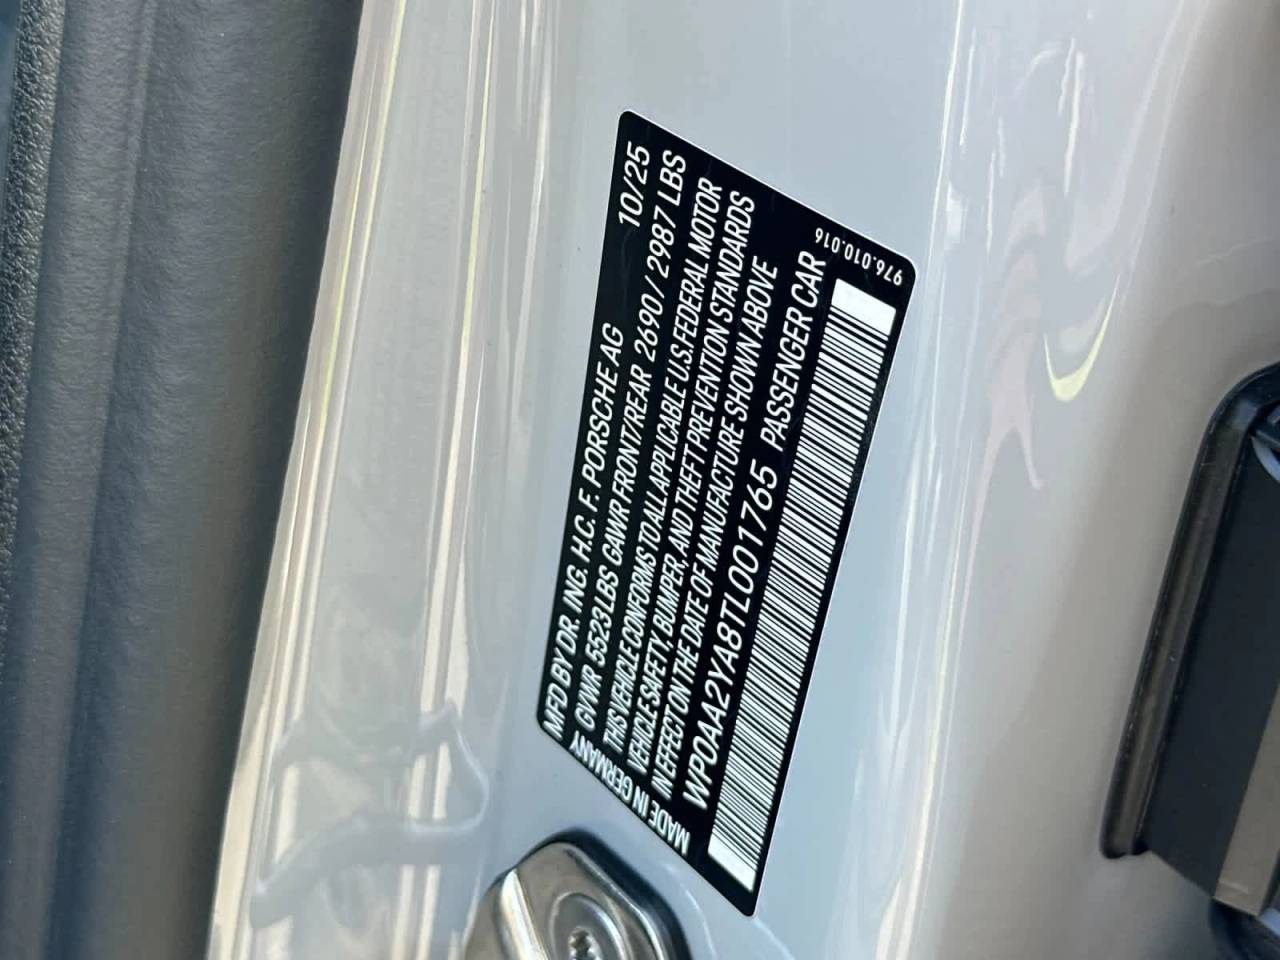 MFD BY DR. ING. H.C. F. PORSCHE AG 10/25
GVWR 5523 LBS GAWR FRONT/REAR 2690/2987 LBS
THIS VEHICLE CONFORMS TO ALL APPLICABLE U.S. FEDERAL MOTOR
VEHICLE SAFETY, BUMPER, AND THEFT PREVENTION STANDARDS
IN EFFECT ON THE DATE OF MANUFACTURE SHOWN ABOVE
WP0AA2YA8TL001765 PASSENGER CAR
MADE IN GERMANY
976.010.016